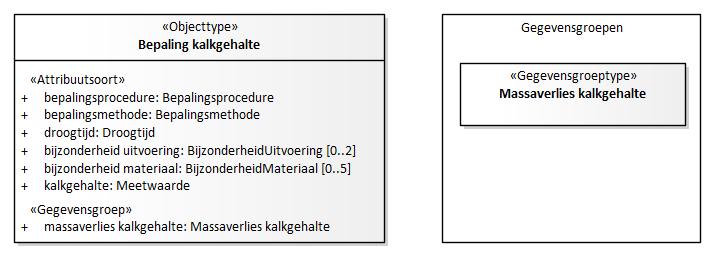 «Objecttype»
Bepaling kalkgehalte
«Attribuutsoort»
+ bepalingsprocedure: Bepalingsprocedure
+ bepalingsmethode: Bepalingsmethode
+ droogtijd: Droogtijd
+ bijzonderheid uitvoering: BijzonderheidUitvoering [0..2]
+ bijzonderheid materiaal: BijzonderheidMateriaal [0..5]
+ kalkgehalte: Meetwaarde
«Gegevensgroep»
+ massaverlies kalkgehalte: Massaverlies kalkgehalte
Gegevensgroepen
«Gegevensgroeptype»
Massaverlies kalkgehalte